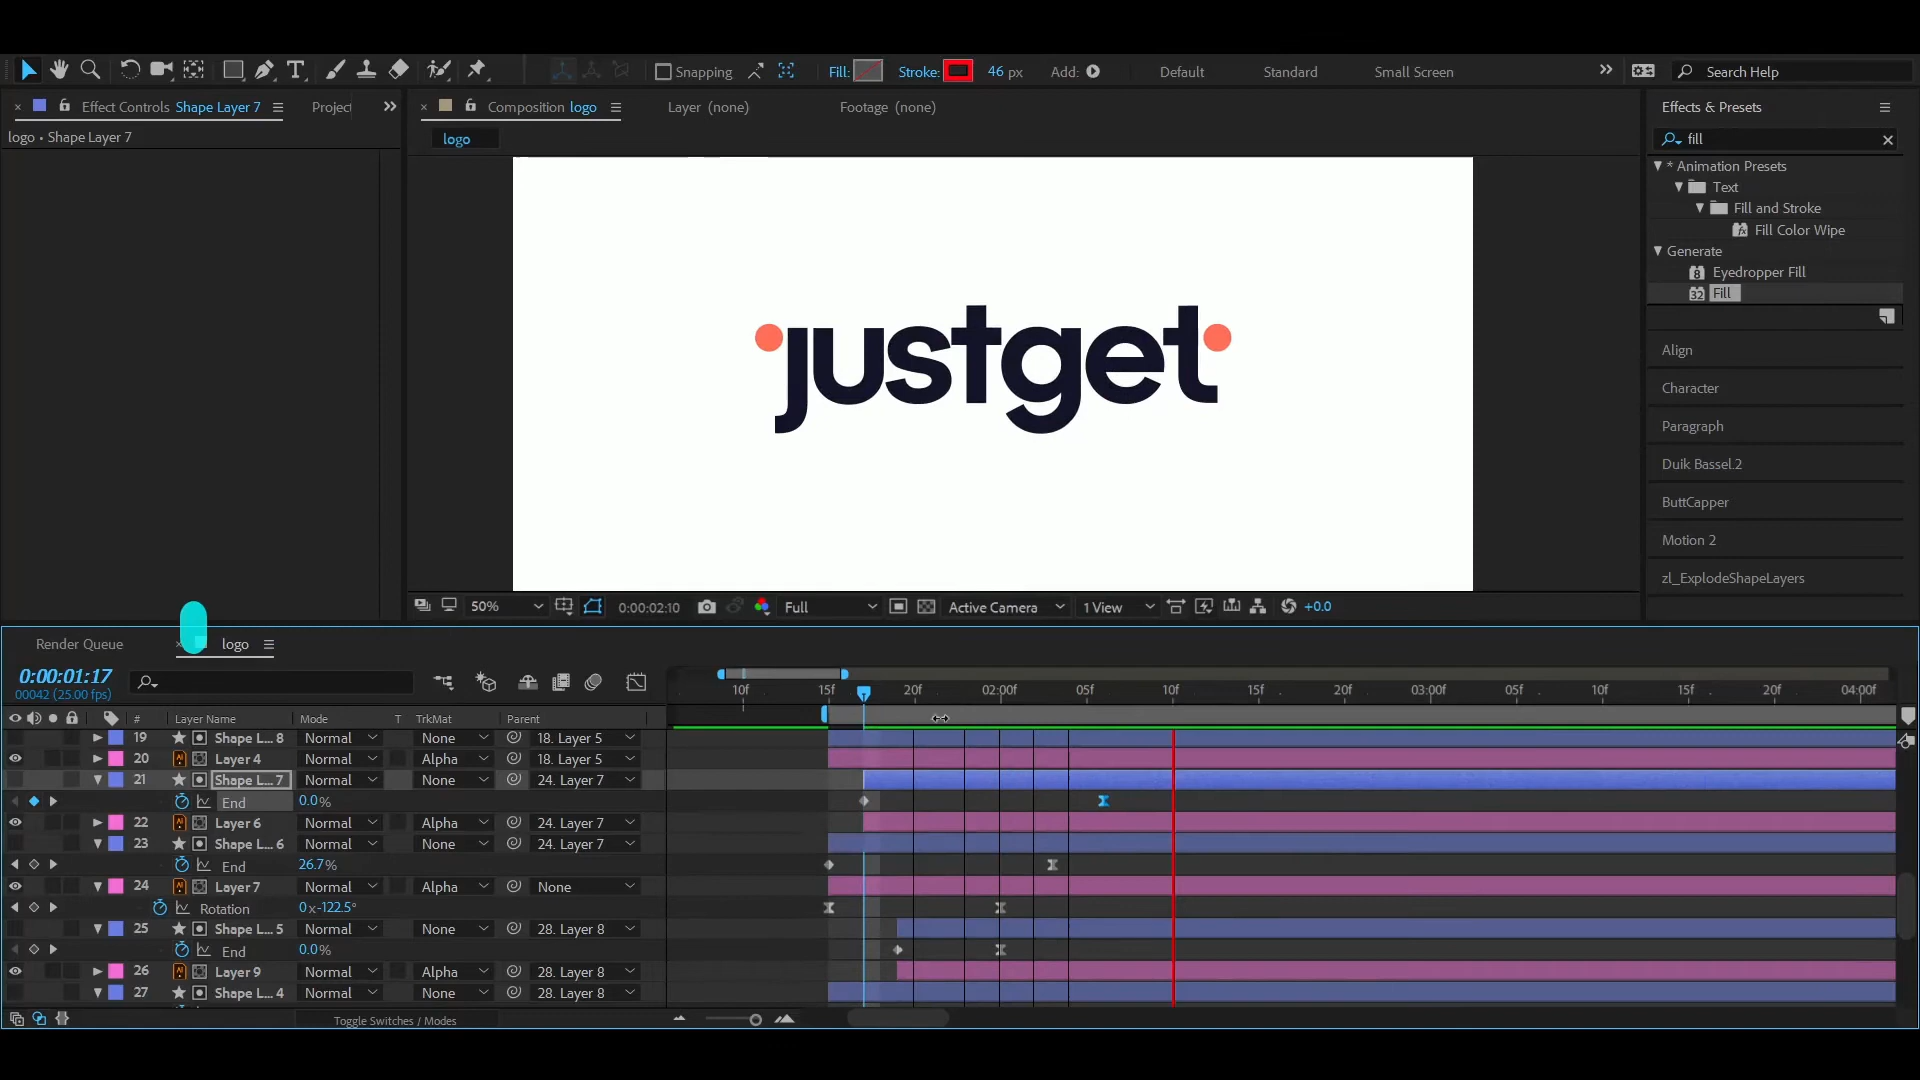 Snapping Fill: Stroke: 46 px Add: Default Standard Small Screen Search Help
Effect Controls Shape Layer 7 Project
Composition logo Layer (none) Footage (none)
Effects & Presets
logo • Shape Layer 7
logo
fill
* Animation Presets
Text
Fill and Stroke
Fill Color Wipe
Generate
Eyedropper Fill
Fill
Align
Character
Paragraph
Duik Bassel.2
ButtCapper
Motion 2
zl_ExplodeShapeLayers
justget
50% 0:00:02:10 Full Active Camera 1 View +0.0
Render Queue logo
0:00:01:17
00042 (25.00 fps)
10f 15f 20f 02:00f 05f 10f 15f 20f 03:00f 05f 10f 15f 20f 04:00f
# Layer Name Mode T TrkMat Parent
19 Shape L... 8 Normal None 18. Layer 5
20 Layer 4 Normal Alpha 18. Layer 5
21 Shape L... 7 Normal None 24. Layer 7
End 0.0%
22 Layer 6 Normal Alpha 24. Layer 7
23 Shape L... 6 Normal None 24. Layer 7
End 26.7%
24 Layer 7 Normal Alpha None
Rotation 0x-122.5°
25 Shape L... 5 Normal None 28. Layer 8
End 0.0%
26 Layer 9 Normal Alpha 28. Layer 8
27 Shape L... 4 Normal None 28. Layer 8
Toggle Switches / Modes